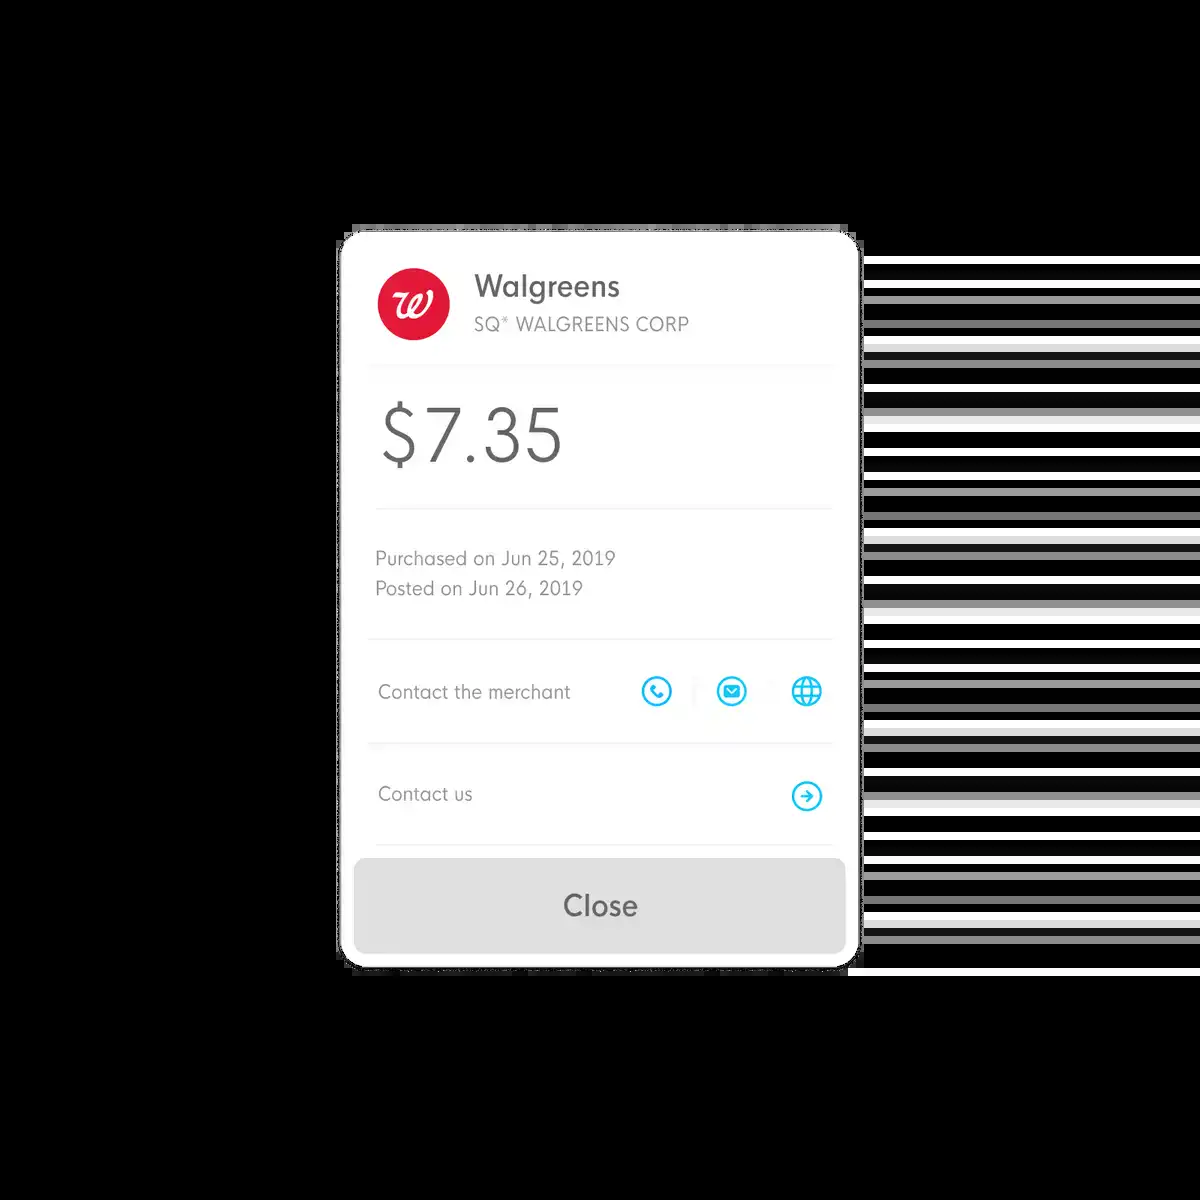 Walgreens
SQ* WALGREENS CORP
$7.35
Purchased on Jun 25, 2019
Posted on Jun 26, 2019
Contact the merchant
Contact us
Close